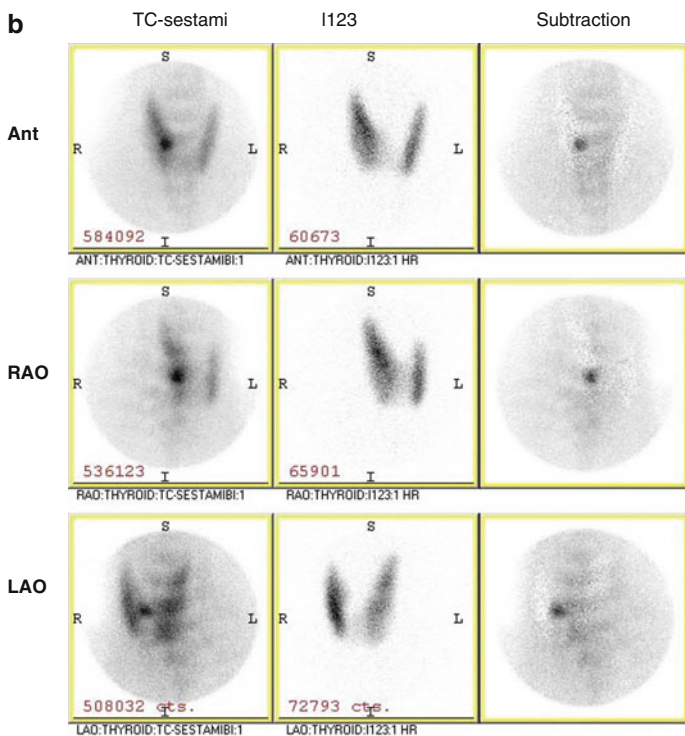 b TC-sestami I123 Subtraction
Ant
S S
R L R L
584092 I 60673 I
ANT:THYROID:TC-SESTAMIBI:1 ANT:THYROID:I123:1 HR
RAO
S S
R L R L
536123 I 65901 I
RAO:THYROID:TC-SESTAMIBI:1 RAO:THYROID:I123:1 HR
LAO
S S
R L R L
508032 cts. I 72793 cts. I
LAO:THYROID:TC-SESTAMIBI:1 LAO:THYROID:I123:1 HR